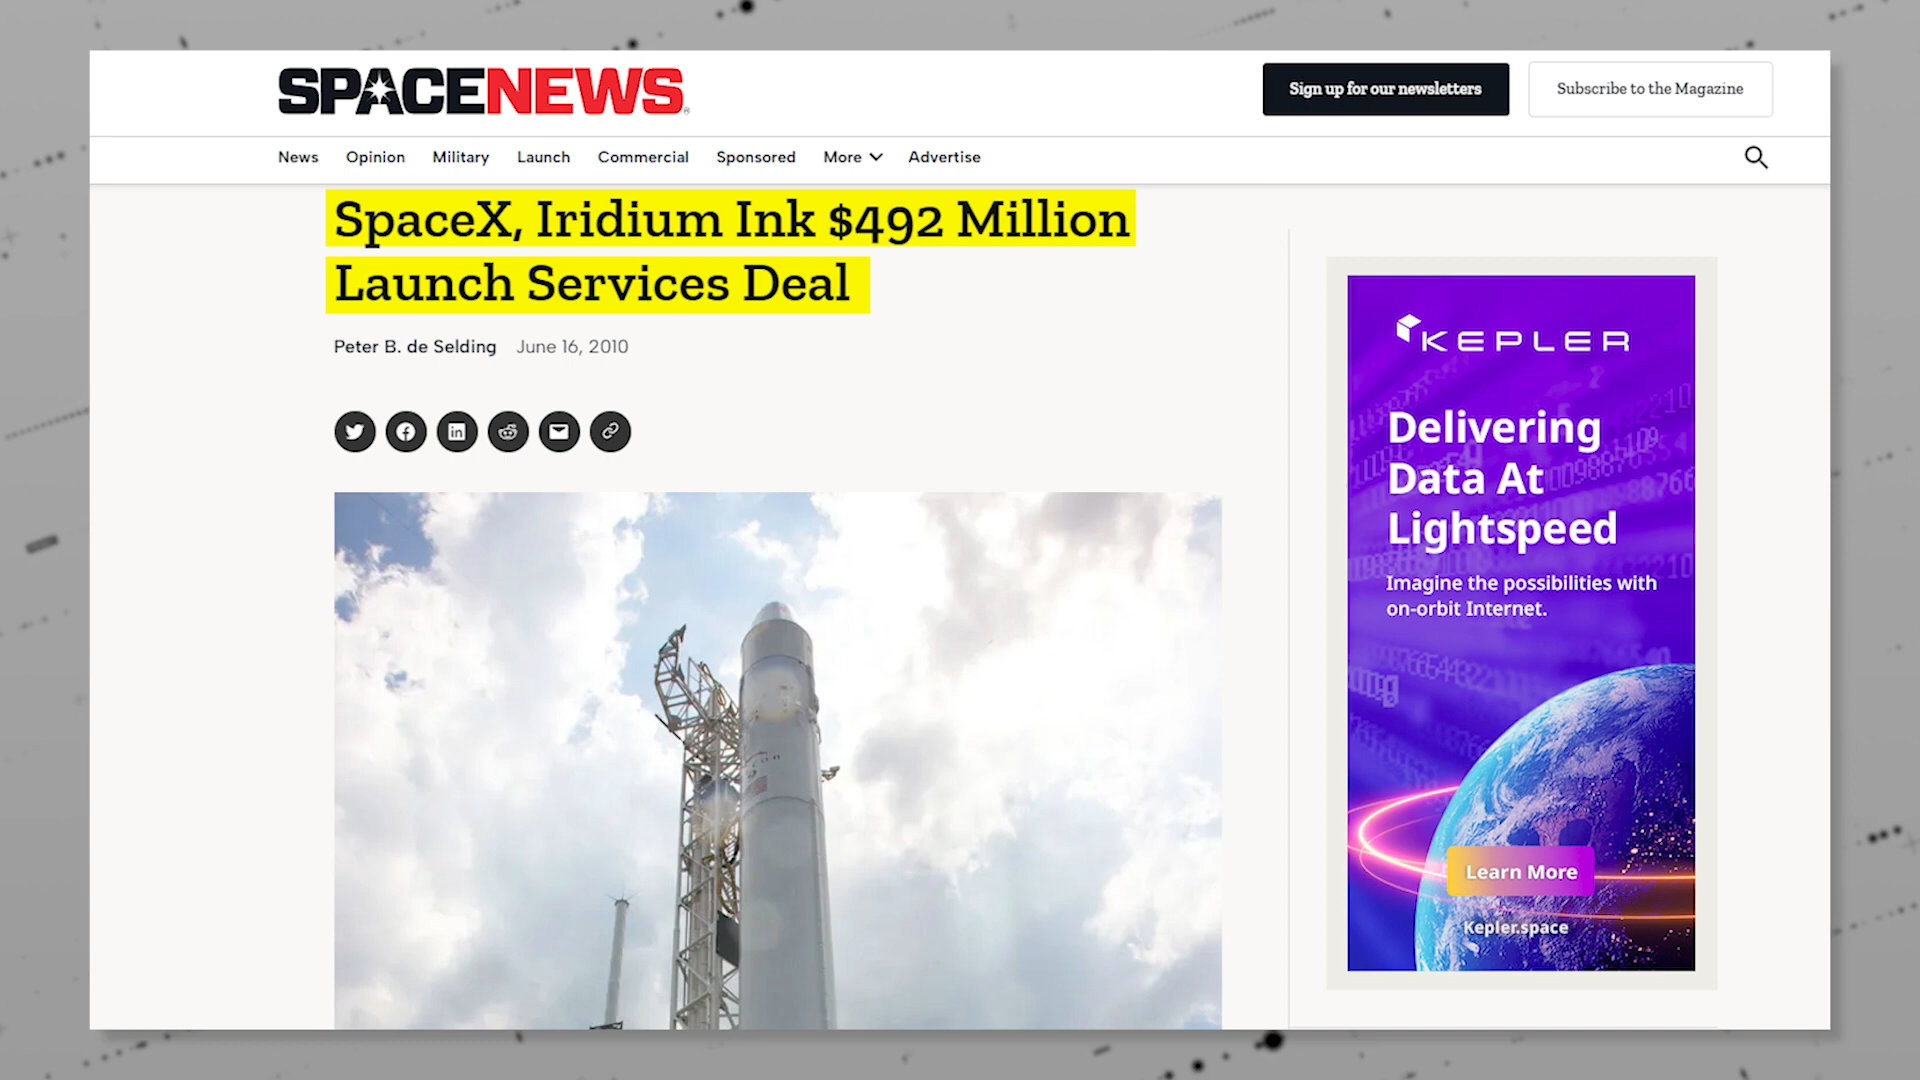 SPACENEWS
Sign up for our newsletters
Subscribe to the Magazine
News Opinion Military Launch Commercial Sponsored More Advertise
SpaceX, Iridium Ink $492 Million
Launch Services Deal
Peter B. de Selding June 16, 2010
KEPLER
Delivering
Data At
Lightspeed
Imagine the possibilities with
on-orbit Internet.
Learn More
Kepler.space